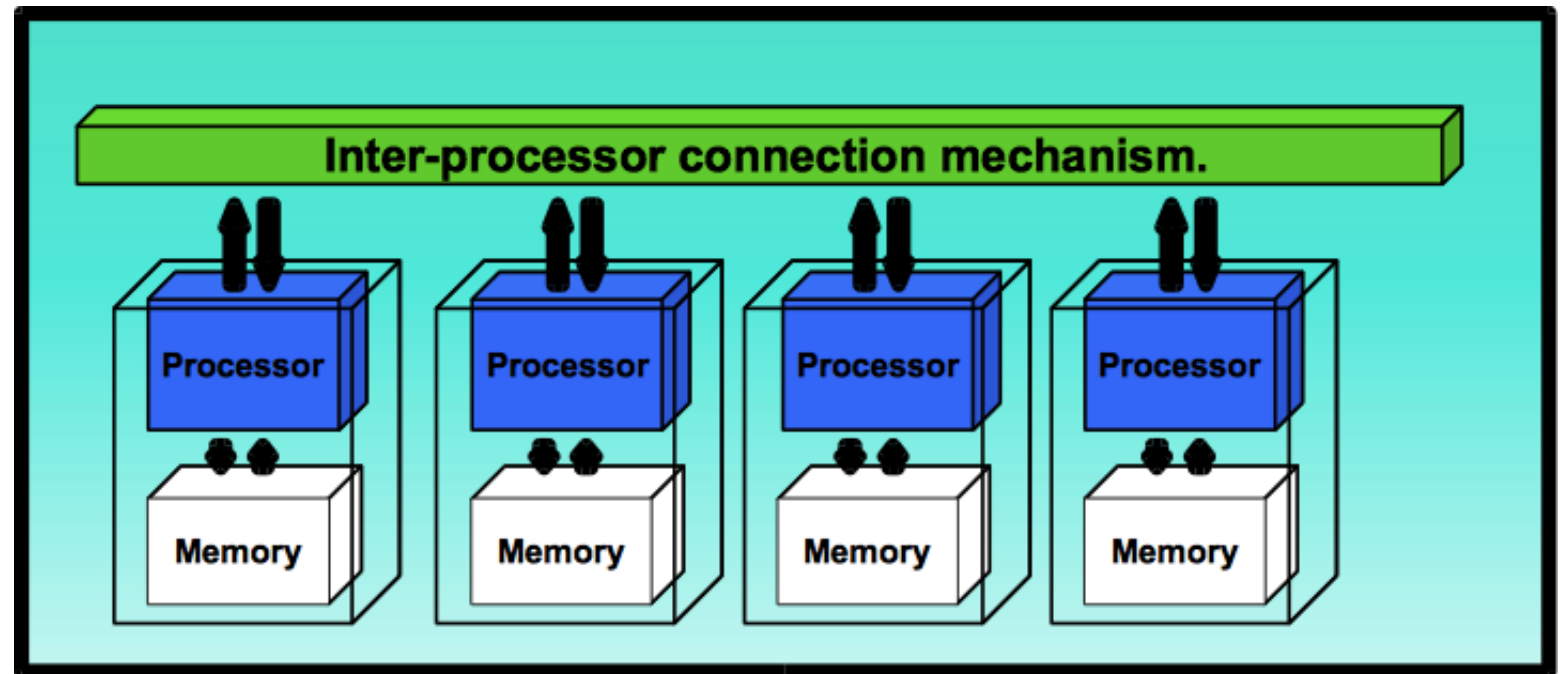 Inter-processor connection mechanism.
Processor
Processor
Processor
Processor
Memory
Memory
Memory
Memory